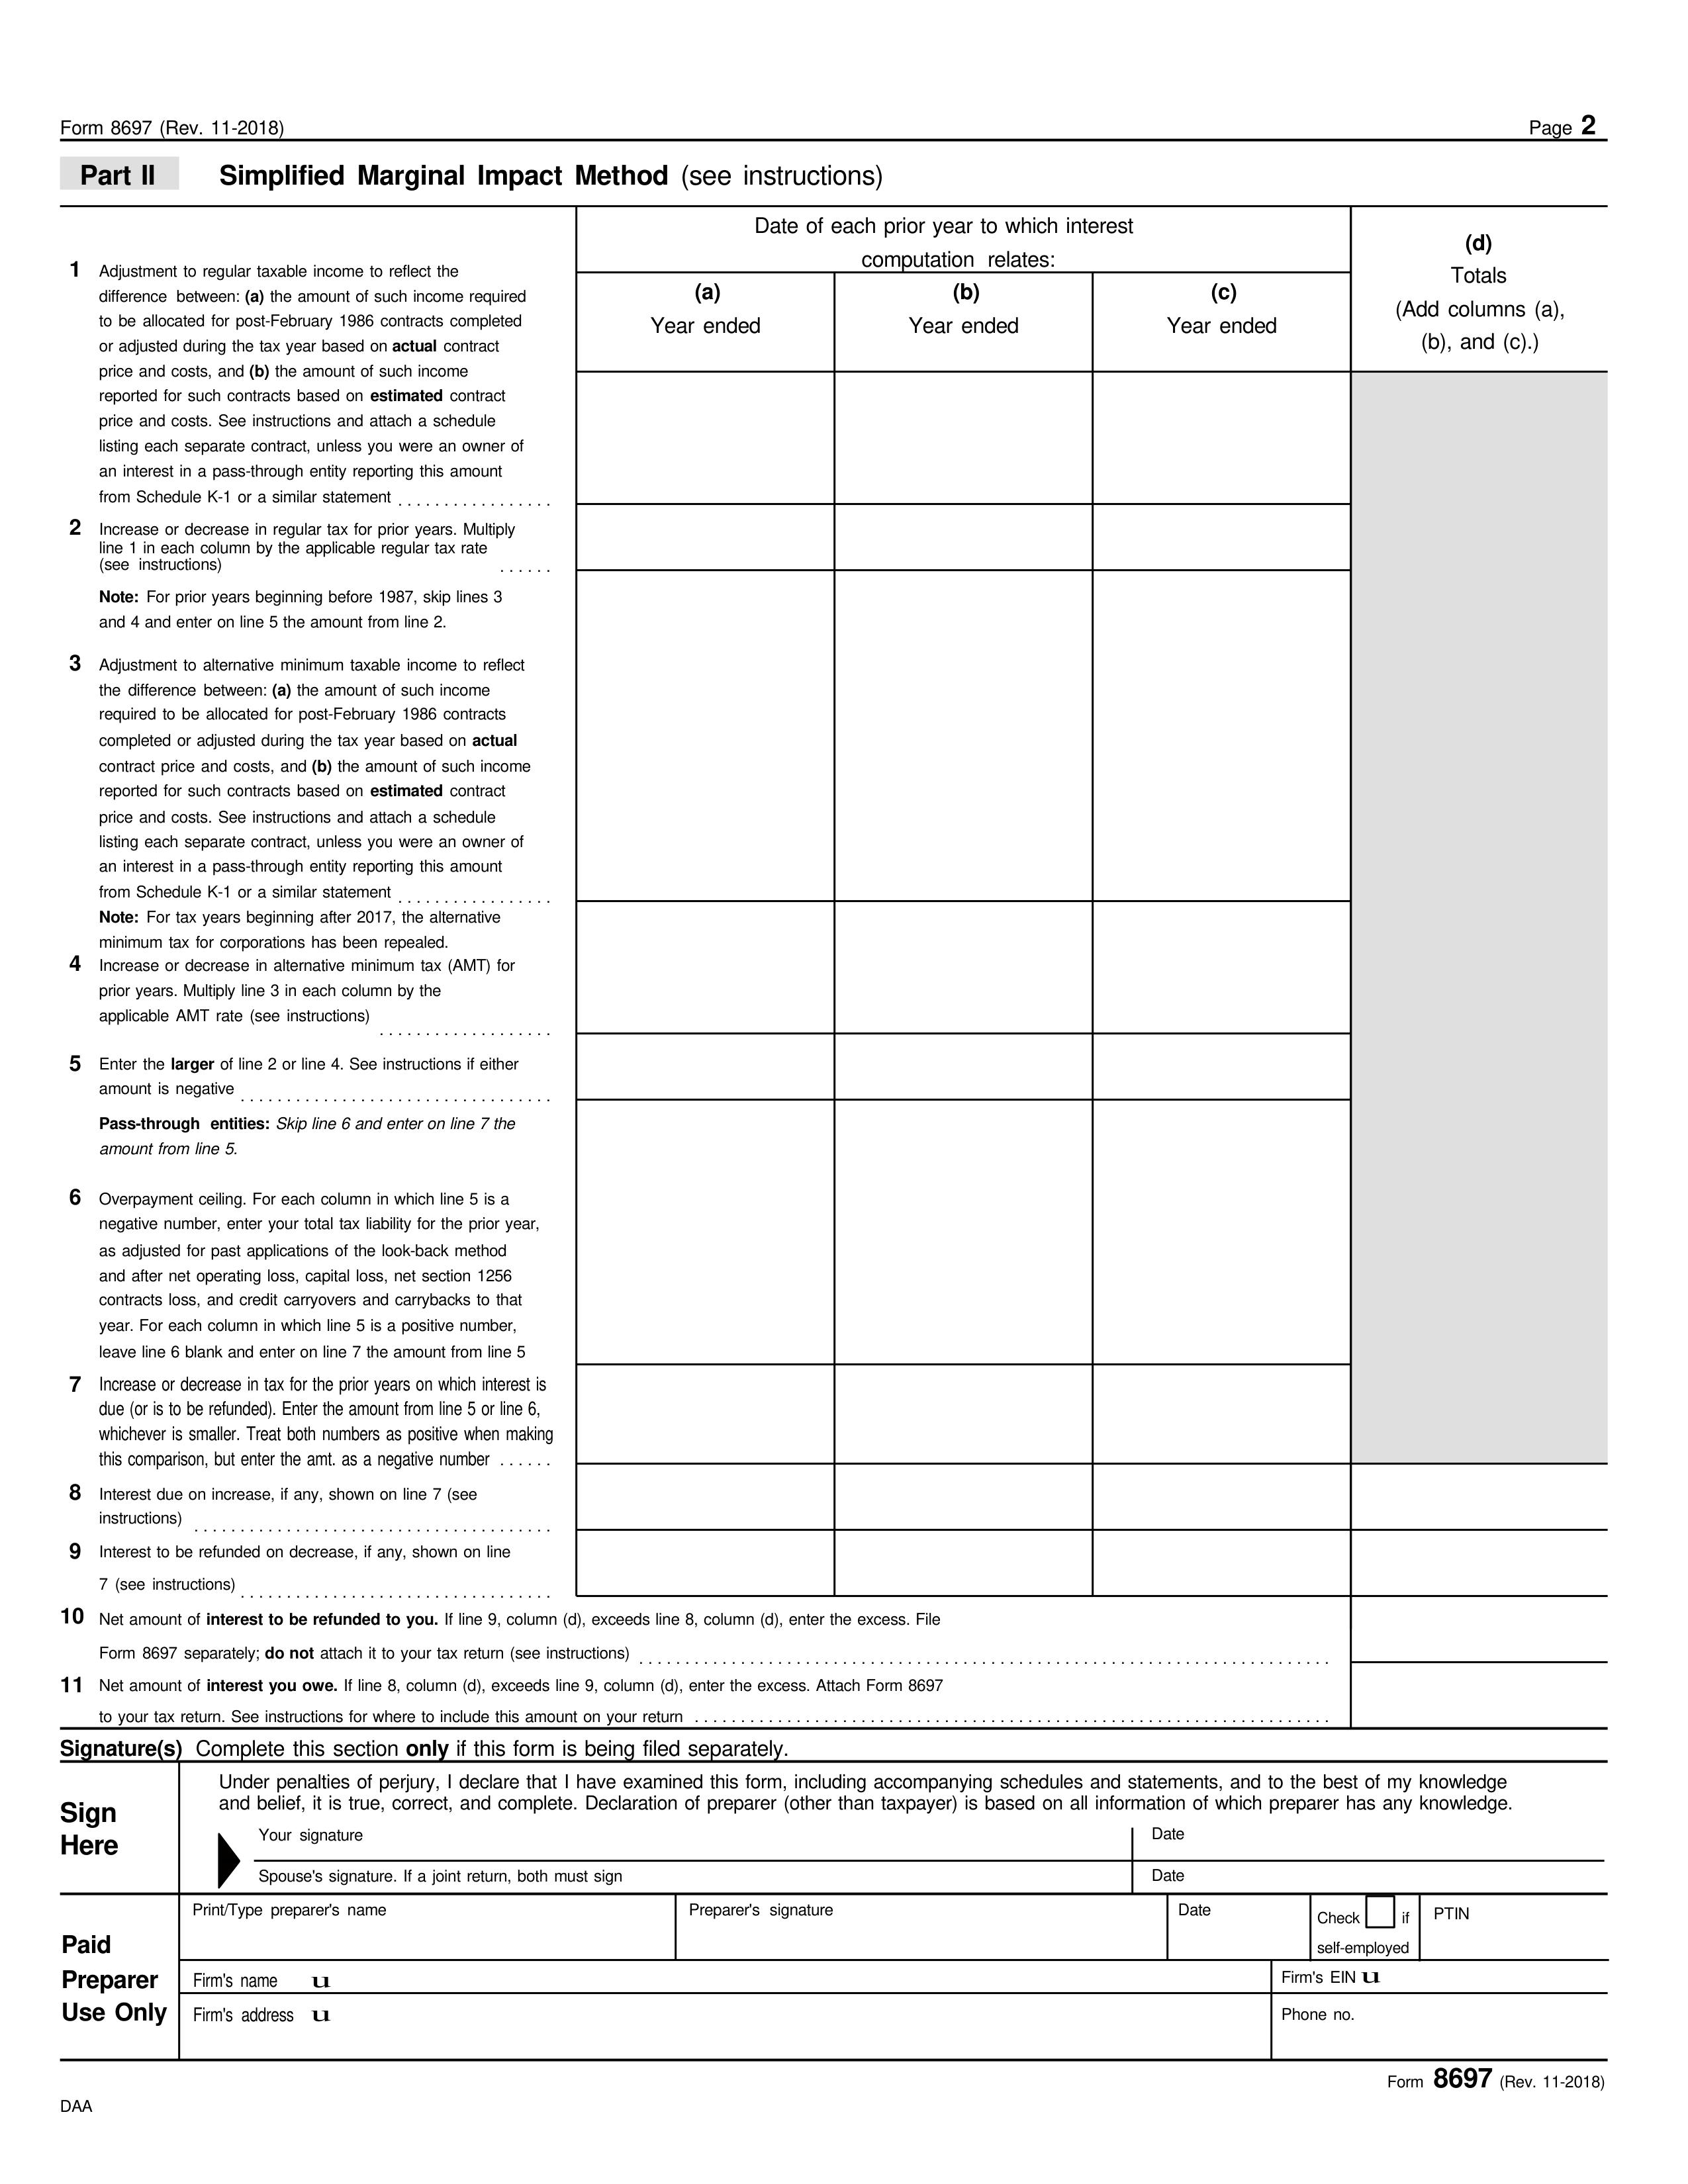 Form 8697 (Rev. 11-2018) Page 2
Part II Simplified Marginal Impact Method (see instructions)
Date of each prior year to which interest
computation relates:
(a)
Year ended
(b)
Year ended
(c)
Year ended
(d)
Totals
(Add columns (a),
(b), and (c).)
1 Adjustment to regular taxable income to reflect the
difference between: (a) the amount of such income required
to be allocated for post-February 1986 contracts completed
or adjusted during the tax year based on actual contract
price and costs, and (b) the amount of such income
reported for such contracts based on estimated contract
price and costs. See instructions and attach a schedule
listing each separate contract, unless you were an owner of
an interest in a pass-through entity reporting this amount
from Schedule K-1 or a similar statement . . . . . . . . . . . . . . . . .
2 Increase or decrease in regular tax for prior years. Multiply
line 1 in each column by the applicable regular tax rate
(see instructions) . . . . . .
Note: For prior years beginning before 1987, skip lines 3
and 4 and enter on line 5 the amount from line 2.
3 Adjustment to alternative minimum taxable income to reflect
the difference between: (a) the amount of such income
required to be allocated for post-February 1986 contracts
completed or adjusted during the tax year based on actual
contract price and costs, and (b) the amount of such income
reported for such contracts based on estimated contract
price and costs. See instructions and attach a schedule
listing each separate contract, unless you were an owner of
an interest in a pass-through entity reporting this amount
from Schedule K-1 or a similar statement . . . . . . . . . . . . . . . . .
Note: For tax years beginning after 2017, the alternative
minimum tax for corporations has been repealed.
4 Increase or decrease in alternative minimum tax (AMT) for
prior years. Multiply line 3 in each column by the
applicable AMT rate (see instructions) . . . . . . . . . . . . . . . . . . .
5 Enter the larger of line 2 or line 4. See instructions if either
amount is negative . . . . . . . . . . . . . . . . . . . . . . . . . . . . . . . . . .
Pass-through entities: Skip line 6 and enter on line 7 the
amount from line 5.
6 Overpayment ceiling. For each column in which line 5 is a
negative number, enter your total tax liability for the prior year,
as adjusted for past applications of the look-back method
and after net operating loss, capital loss, net section 1256
contracts loss, and credit carryovers and carrybacks to that
year. For each column in which line 5 is a positive number,
leave line 6 blank and enter on line 7 the amount from line 5
7 Increase or decrease in tax for the prior years on which interest is
due (or is to be refunded). Enter the amount from line 5 or line 6,
whichever is smaller. Treat both numbers as positive when making
this comparison, but enter the amt. as a negative number . . . . . .
8 Interest due on increase, if any, shown on line 7 (see
instructions) . . . . . . . . . . . . . . . . . . . . . . . . . . . . . . . . . . . . . . .
9 Interest to be refunded on decrease, if any, shown on line
7 (see instructions) . . . . . . . . . . . . . . . . . . . . . . . . . . . . . . . . . .
10 Net amount of interest to be refunded to you. If line 9, column (d), exceeds line 8, column (d), enter the excess. File
Form 8697 separately; do not attach it to your tax return (see instructions) . . . . . . . . . . . . . . . . . . . . . . . . . . . . . . . . . . . . . . . .
11 Net amount of interest you owe. If line 8, column (d), exceeds line 9, column (d), enter the excess. Attach Form 8697
to your tax return. See instructions for where to include this amount on your return . . . . . . . . . . . . . . . . . . . . . . . . . . . . . . . . . . . .
Signature(s) Complete this section only if this form is being filed separately.
Sign
Here
Under penalties of perjury, I declare that I have examined this form, including accompanying schedules and statements, and to the best of my knowledge
and belief, it is true, correct, and complete. Declaration of preparer (other than taxpayer) is based on all information of which preparer has any knowledge.
Your signature Date
Spouse's signature. If a joint return, both must sign Date
Paid
Preparer
Use Only
Print/Type preparer's name Preparer's signature Date Check if PTIN
self-employed
Firm's name u Firm's EIN u
Firm's address u Phone no.
Form 8697 (Rev. 11-2018)
DAA